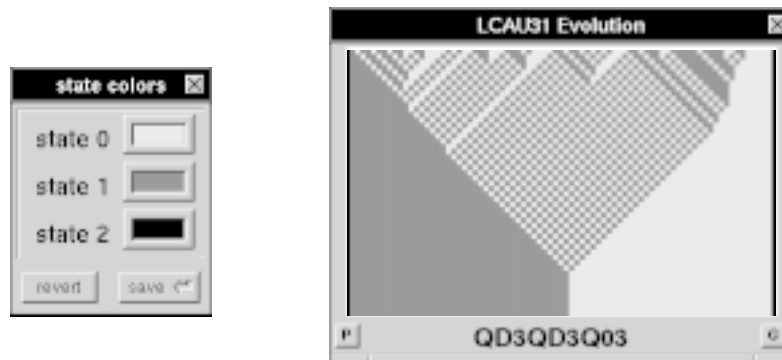 LCAU31 Evolution
state colors
state 0
state 1
state 2
revert save
P G
QD3QD3Q03